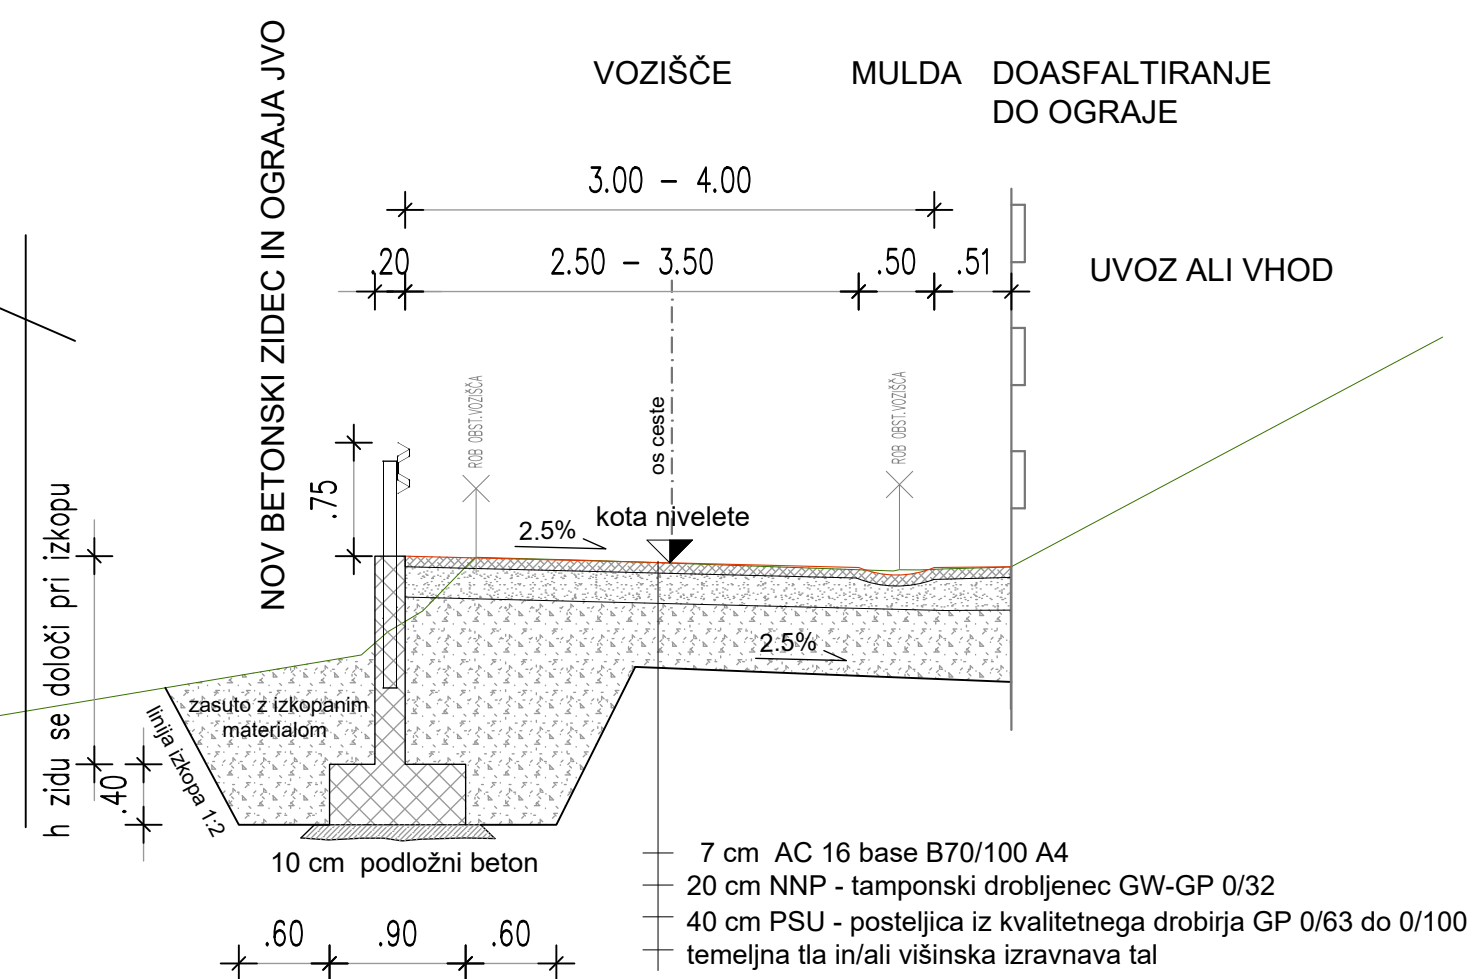 NOV BETONSKI ZIDEC IN OGRAJA JVO
VOZIŠČE
MULDA
DOASFALTIRANJE
DO OGRAJE
3.00 - 4.00
.20
2.50 - 3.50
.50
.51
UVOZ ALI VHOD
ROB OBST.VOZIŠČA
os ceste
ROB OBST.VOZIŠČA
.75
2.5%
kota nivelete
h zidu se določi pri izkopu
2.5%
zasuto z izkopanim
materialom
linija izkopa 1:2
.40
10 cm podložni beton
7 cm AC 16 base B70/100 A4
20 cm NNP - tamponski drobljenec GW-GP 0/32
40 cm PSU - posteljica iz kvalitetnega drobirja GP 0/63 do 0/100
temeljna tla in/ali višinska izravnava tal
.60
.90
.60